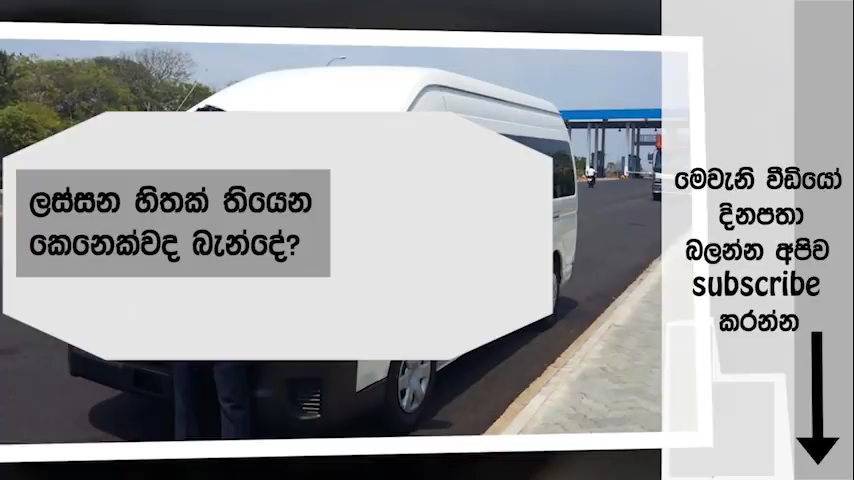 ලස්සන හිතක් තියෙන
කෙනෙක්වද බැන්දේ?
මෙවැනි වීඩියෝ
දිනපතා
බලන්න අපිව
subscribe
කරන්න